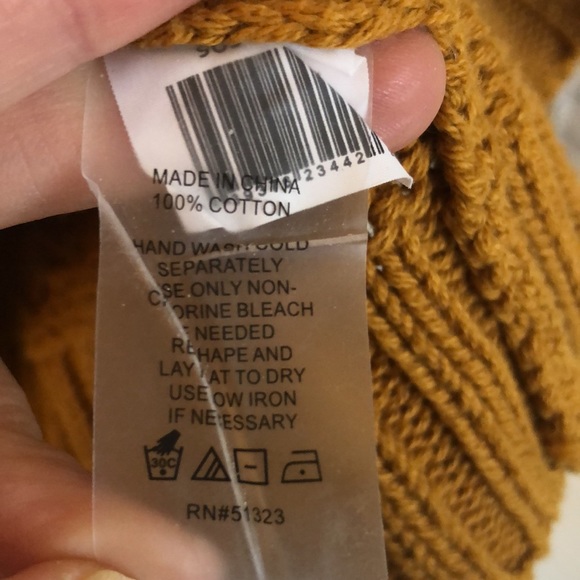 23442
MADE IN CHINA
100% COTTON
HAND WASH COLD
SEPARATELY
USE ONLY NON-
CHLORINE BLEACH
IF NEEDED
RESHAPE AND
LAY FLAT TO DRY
USE LOW IRON
IF NECESSARY
30C
RN#51323